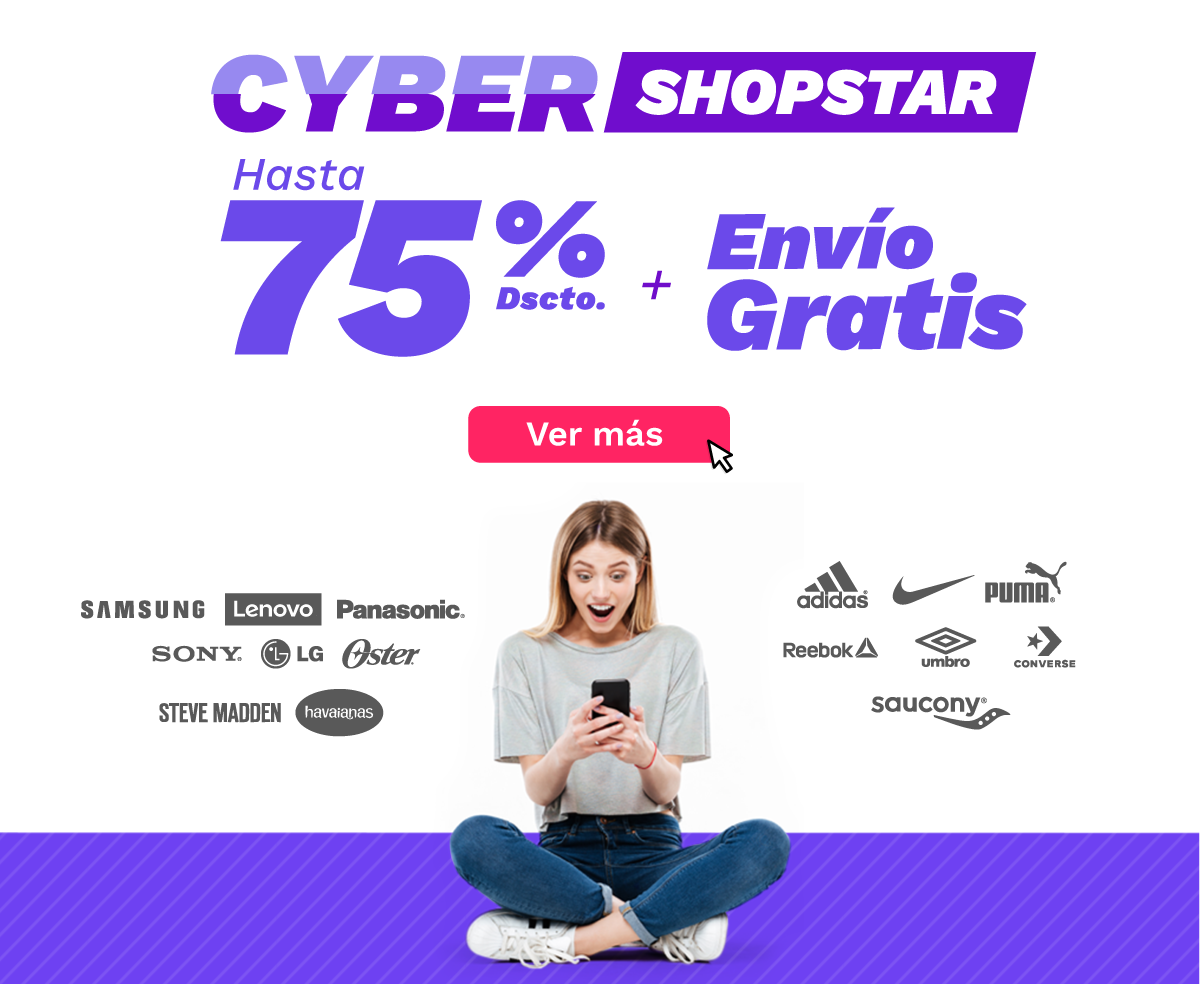 CYBER SHOPSTAR
Hasta
75% Dscto. + Envío Gratis
Ver más
SAMSUNG Lenovo Panasonic
SONY LG Oster
STEVE MADDEN havaianas
adidas PUMA
Reebok umbro CONVERSE
saucony